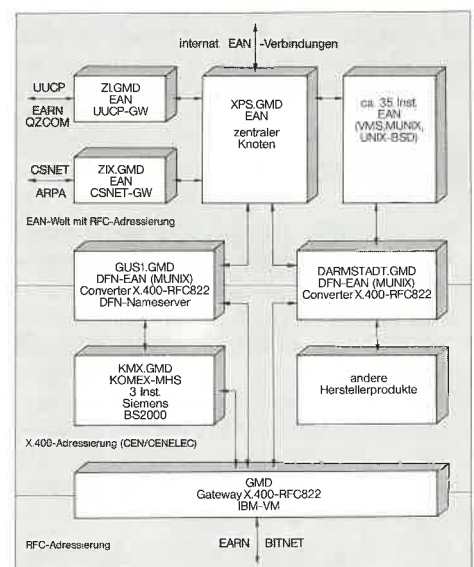 internat. EAN -Verbindungen
UUCP
EARN
QZCOM
ZI.GMD
EAN
UUCP-GW
XPS.GMD
EAN
zentraler
Knoten
ca. 35 Inst.
EAN
(VMS,MUNIX,
UNIX-BSD)
CSNET
ARPA
ZIX.GMD
EAN
CSNET-GW
EAN-Welt mit RFC-Adressierung
GUS1.GMD
DFN-EAN (MUNIX)
Converter X.400-RFC822
DFN-Nameserver
DARMSTADT.GMD
DFN-EAN (MUNIX)
Converter X.400-RFC822
KMX.GMD
KOMEX-MHS
3 Inst.
Siemens
BS2000
andere
Herstellerprodukte
X.400-Adressierung (CEN/CENELEC)
GMD
Gateway X.400-RFC822
IBM-VM
RFC-Adressierung
EARN BITNET